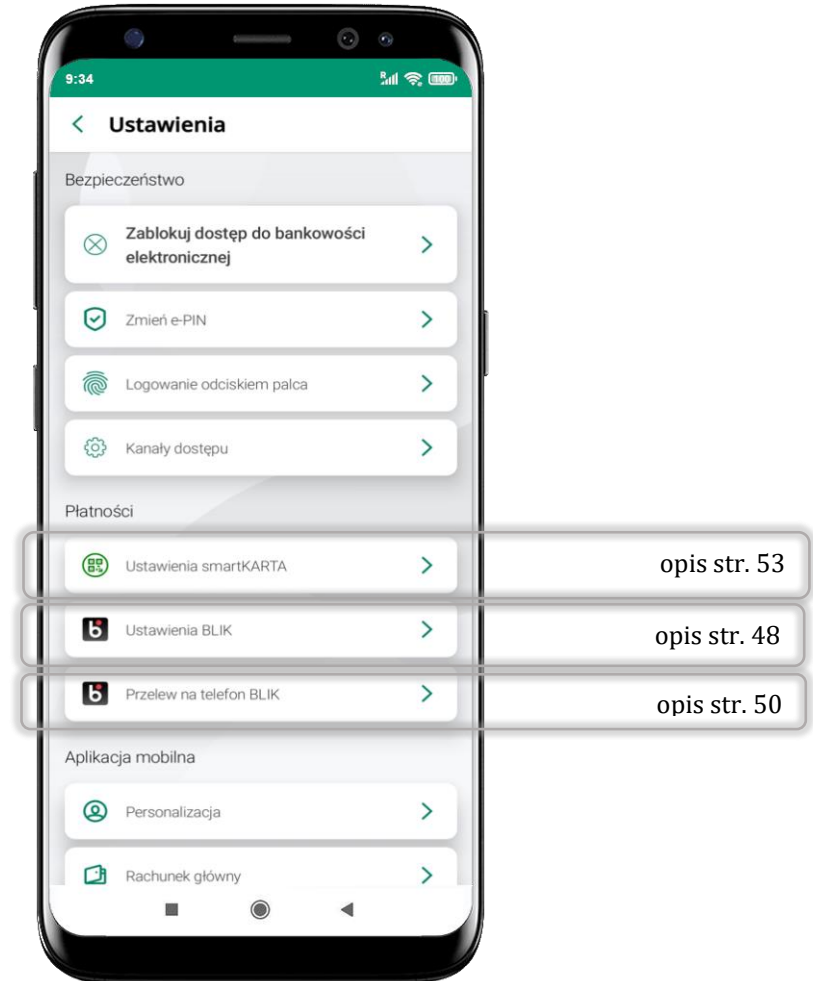 9:34
R
100
Ustawienia
Bezpieczeństwo
Zablokuj dostęp do bankowości
elektronicznej
Zmień e-PIN
Logowanie odciskiem palca
Kanały dostępu
Płatności
Ustawienia smartKARTA
opis str. 53
Ustawienia BLIK
opis str. 48
Przelew na telefon BLIK
opis str. 50
Aplikacja mobilna
Personalizacja
Rachunek główny